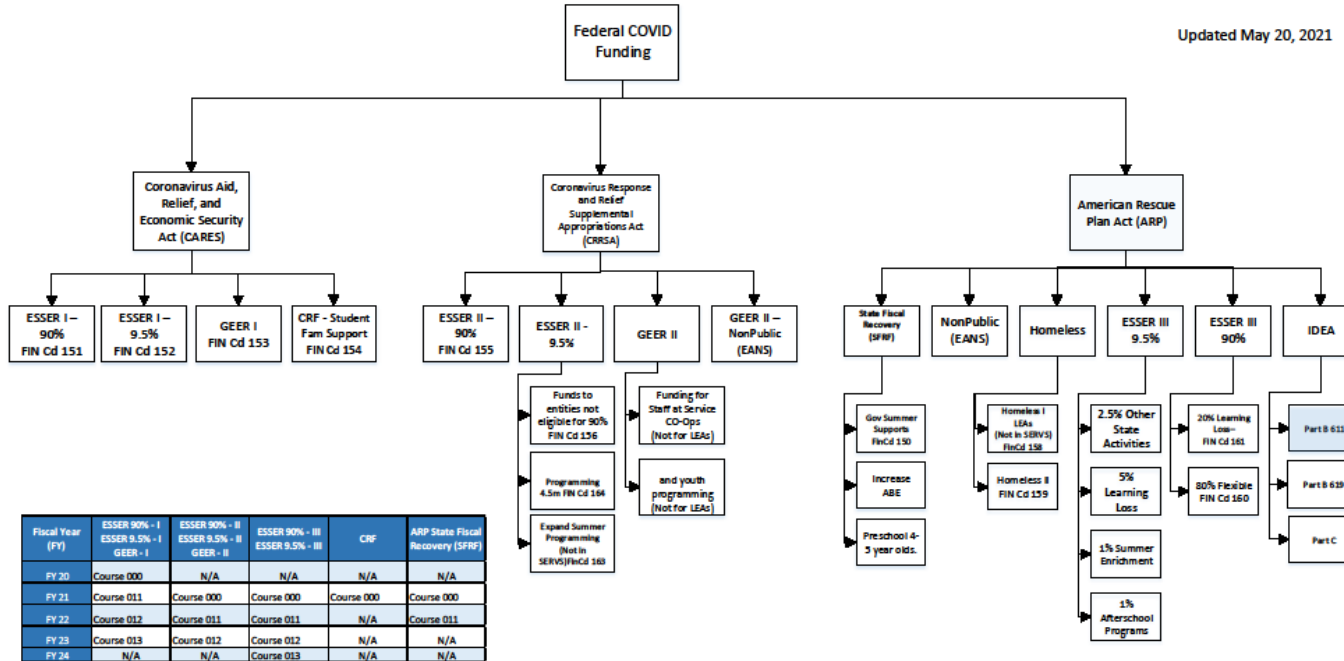 Federal COVID
Funding
Updated May 20, 2021
Coronavirus Aid,
Relief, and
Economic Security
Act (CARES)
Coronavirus Response
and Relief
Supplemental
Appropriations Act
(CRRSA)
American Rescue
Plan Act (ARP)
ESSER I –
90%
FIN Cd 151
ESSER I –
9.5%
FIN Cd 152
GEER I
FIN Cd 153
CRF - Student
Fam Support
FIN Cd 154
ESSER II –
90%
FIN Cd 155
ESSER II -
9.5%
GEER II
GEER II –
NonPublic
(EANS)
State Fiscal
Recovery
(SFRF)
NonPublic
(EANS)
Homeless
ESSER III
9.5%
ESSER III
90%
IDEA
Funds to
entities not
eligible for 90%
FIN Cd 156
Programming
4.5m FIN Cd 164
Expand Summer
Programming
(Not in
SERVS)FinCd 163
Funding for
Staff at Service
CO-Ops
(Not for LEAs)
and youth
programming
(Not for LEAs)
Gov Summer
Supports
FinCd 150
Increase
ABE
Preschool 4-
5 year olds.
Homeless I
LEAs
(Not in SERVS)
FinCd 158
Homeless II
FIN Cd 159
2.5% Other
State
Activities
5%
Learning
Loss
1% Summer
Enrichment
1%
Afterschool
Programs
20% Learning
Loss–
FIN Cd 161
80% Flexible
FIN Cd 160
Part B 611
Part B 619
Part C
Fiscal Year
(FY)
ESSER 90% - I
ESSER 9.5% - I
GEER - I
ESSER 90% - II
ESSER 9.5% - II
GEER - II
ESSER 90% - III
ESSER 9.5% - III
CRF
ARP State Fiscal
Recovery (SFRF)
FY 20 Course 000 N/A N/A N/A N/A
FY 21 Course 011 Course 000 Course 000 Course 000 Course 000
FY 22 Course 012 Course 011 Course 011 N/A Course 011
FY 23 Course 013 Course 012 Course 012 N/A N/A
FY 24 N/A N/A Course 013 N/A N/A